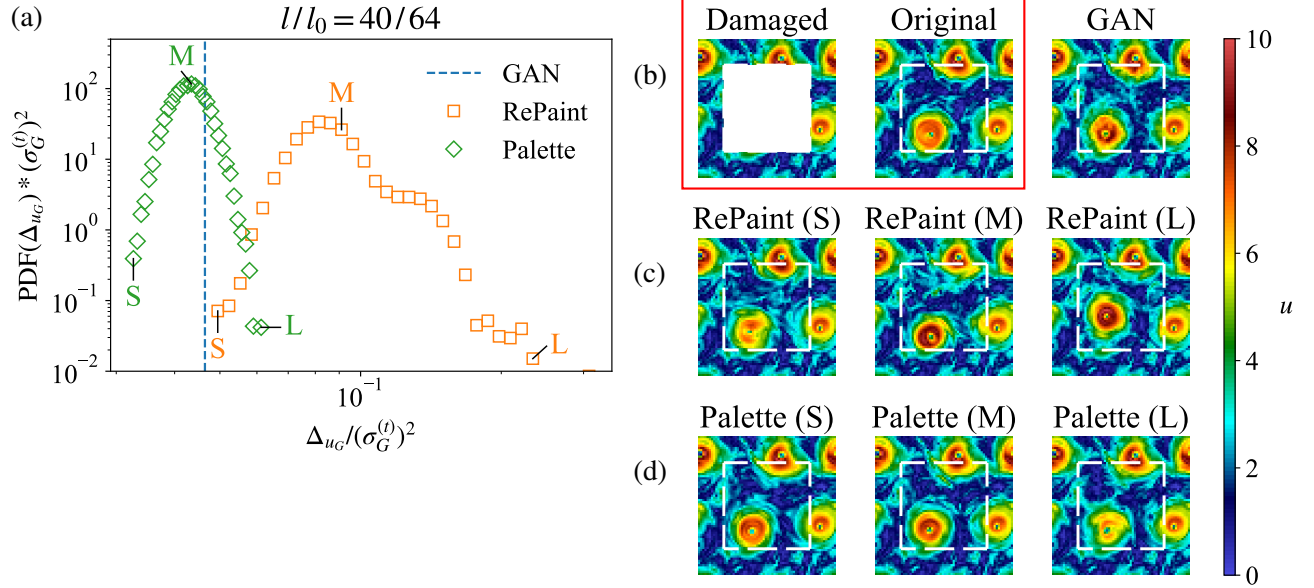 (a)
l/l₀ = 40/64
PDF(Δ_{u_G}) * (σ_G^{(t)})²
10²
10¹
10⁰
10⁻¹
10⁻²
M
S
L
M
S
L
GAN
RePaint
Palette
10⁻¹
Δ_{u_G}/(σ_G^{(t)})²
(b)
Damaged
Original
GAN
(c)
RePaint (S)
RePaint (M)
RePaint (L)
(d)
Palette (S)
Palette (M)
Palette (L)
10
8
6
4
2
0
u